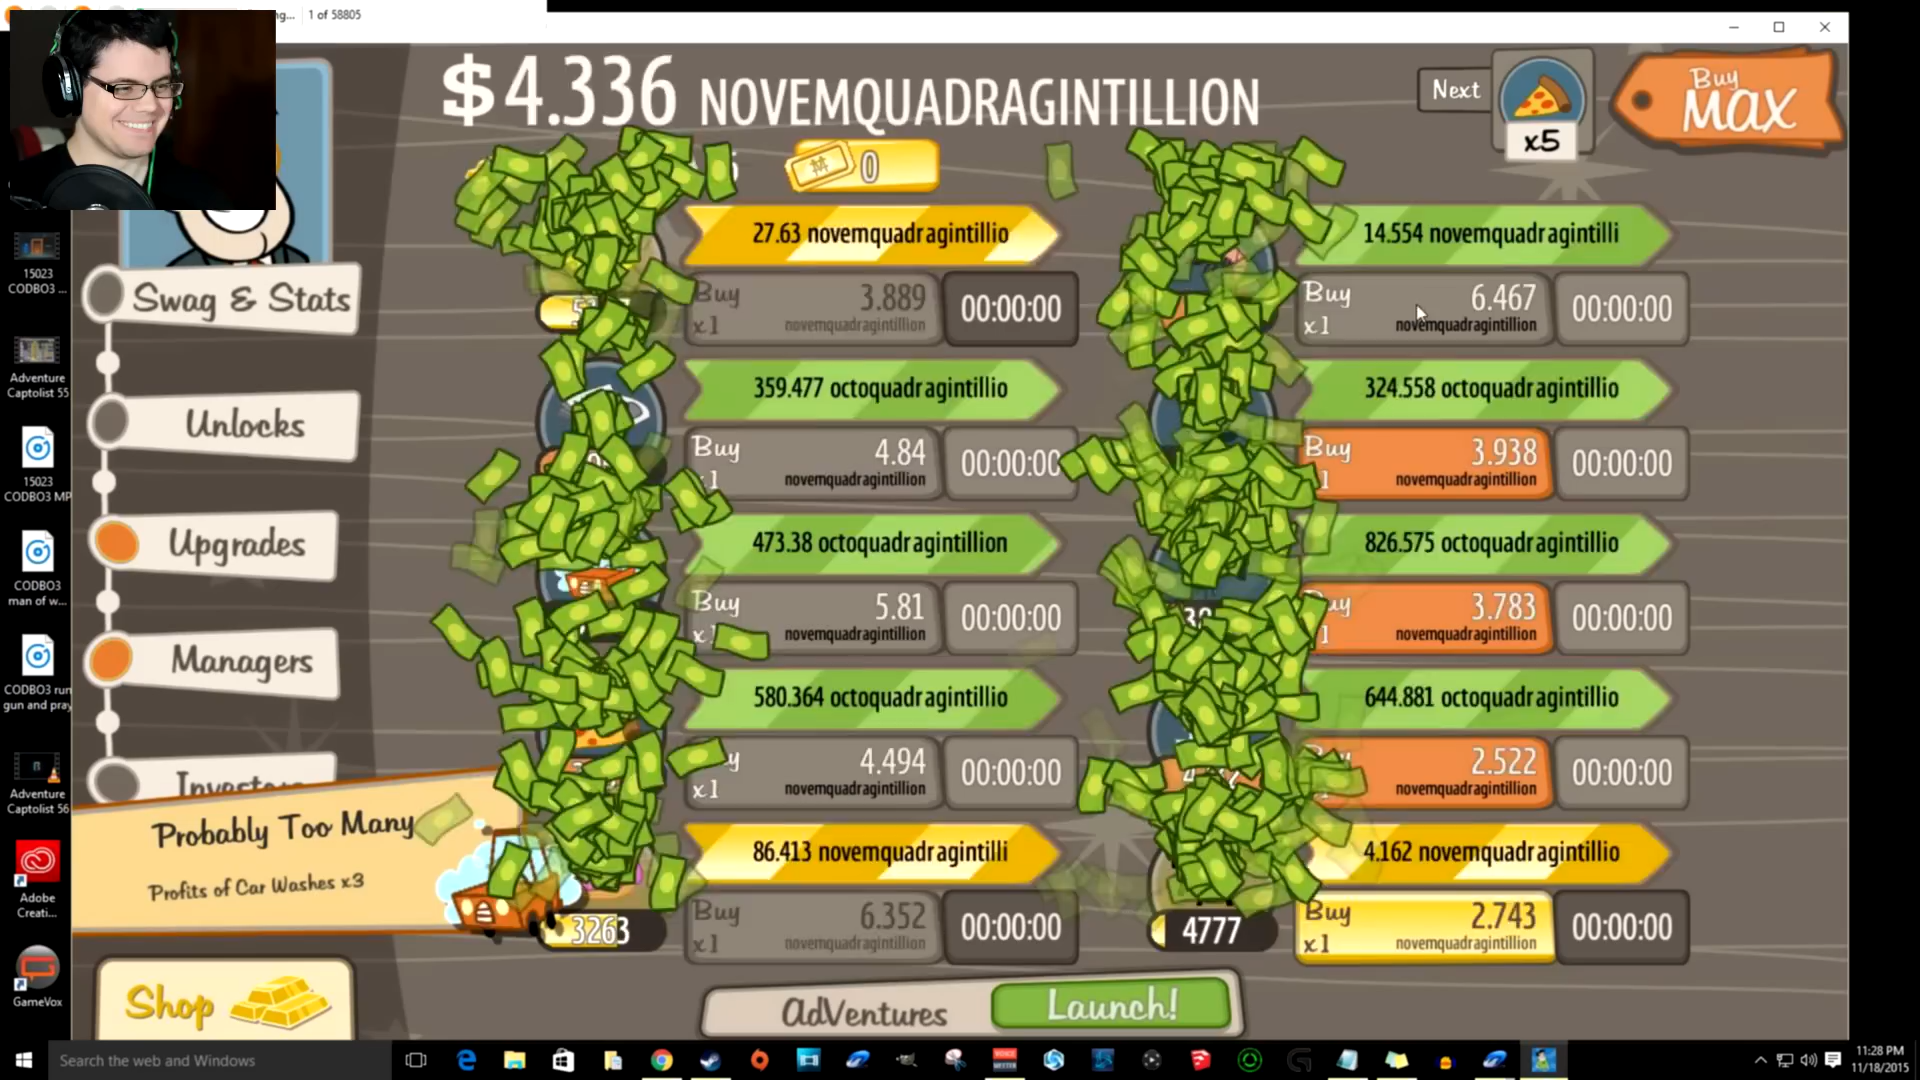 1 of 58805
$4.336 NOVEMQUADRAGINTILLION
Next
x5
Buy
MAX
0
Swag & Stats
Unlocks
Upgrades
Managers
Probably Too Many
Profits of Car Washes x3
Shop
27.63 novemquadragintillio
Buy
x1
3.889
novemquadragintillion
00:00:00
359.477 octoquadragintillio
Buy
4.84
novemquadragintillion
00:00:00
473.38 octoquadragintillion
Buy
5.81
novemquadragintillion
00:00:00
580.364 octoquadragintillio
x1
4.494
novemquadragintillion
00:00:00
86.413 novemquadragintilli
3263
Buy
x1
6.352
novemquadragintillion
00:00:00
14.554 novemquadragintilli
Buy
x1
6.467
novemquadragintillion
00:00:00
324.558 octoquadragintillio
Buy
3.938
novemquadragintillion
00:00:00
826.575 octoquadragintillio
3.783
novemquadragintillion
00:00:00
644.881 octoquadragintillio
2.522
novemquadragintillion
00:00:00
4.162 novemquadragintillio
4777
Buy
x1
2.743
novemquadragintillion
00:00:00
AdVentures
Launch!
15023
CODBO3 ...
Adventure
Captolist 55
15023
CODBO3 MP
CODBO3
man of w...
CODBO3 run
gun and pray
Adventure
Captolist 56
Adobe
Creati...
GameVox
Search the web and Windows
11:28 PM
11/18/2015